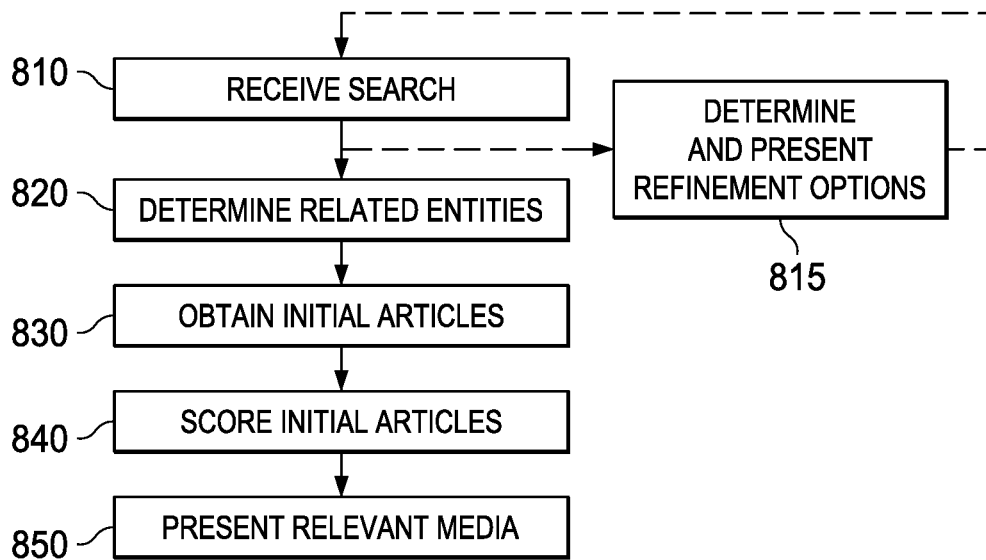 810
RECEIVE SEARCH
DETERMINE
AND PRESENT
REFINEMENT OPTIONS
815
820
DETERMINE RELATED ENTITIES
830
OBTAIN INITIAL ARTICLES
840
SCORE INITIAL ARTICLES
850
PRESENT RELEVANT MEDIA